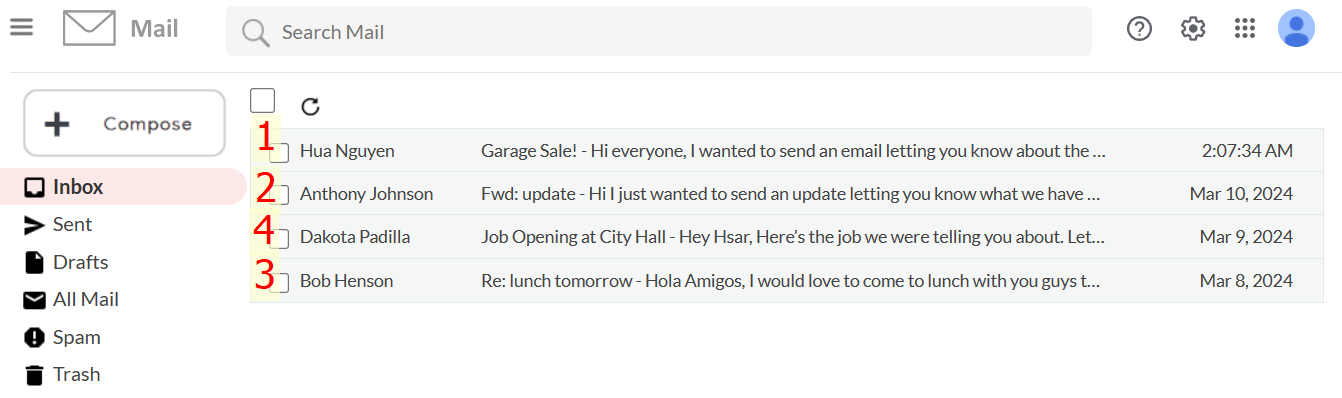 Mail
Search Mail
Compose
1 Hua Nguyen Garage Sale! - Hi everyone, I wanted to send an email letting you know about the ... 2:07:34 AM
Inbox
2 Anthony Johnson Fwd: update - Hi I just wanted to send an update letting you know what we have ... Mar 10, 2024
Sent
4 Dakota Padilla Job Opening at City Hall - Hey Hsar, Here’s the job we were telling you about. Let... Mar 9, 2024
Drafts
3 Bob Henson Re: lunch tomorrow - Hola Amigos, I would love to come to lunch with you guys t... Mar 8, 2024
All Mail
Spam
Trash